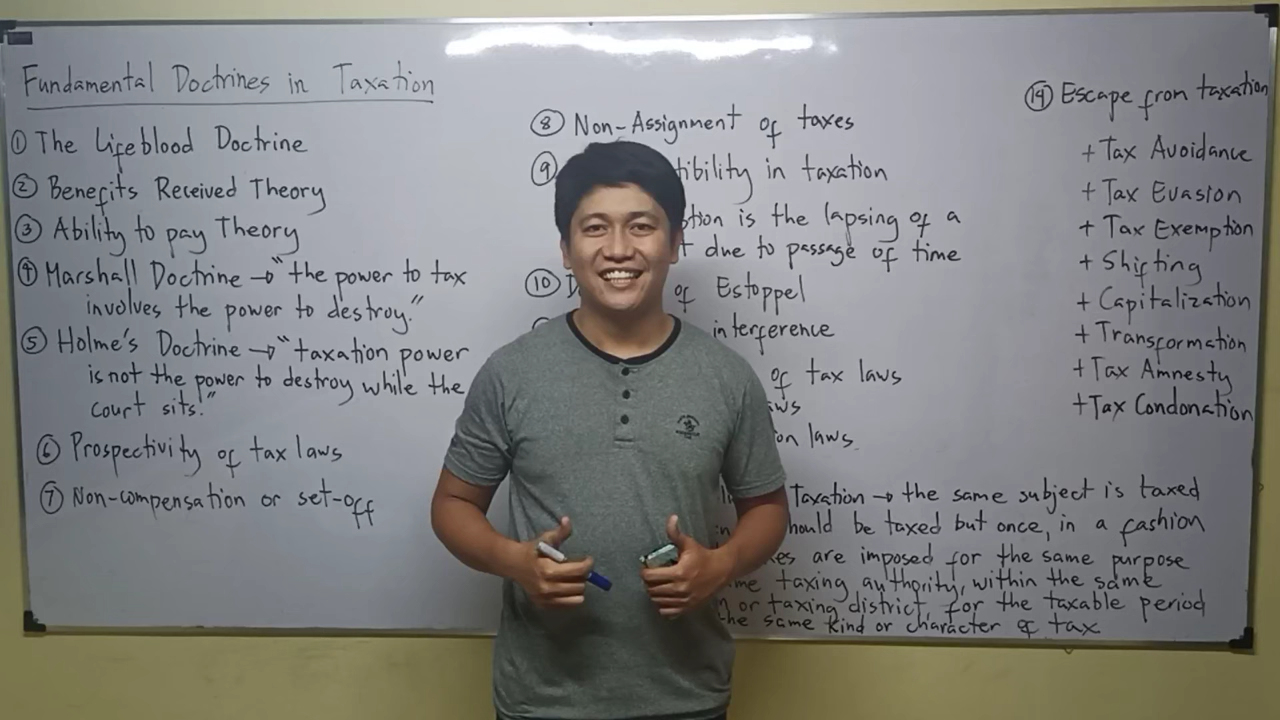 Fundamental Doctrines in Taxation
① The Lifeblood Doctrine
② Benefits Received Theory
③ Ability to pay Theory
④ Marshall Doctrine → "the power to tax
involves the power to destroy."
⑤ Holme's Doctrine → "taxation power
is not the power to destroy while the
court sits."
⑥ Prospectivity of tax laws
⑦ Non-compensation or set-off
⑧ Non-Assignment of taxes
⑨ in taxation
is the lapsing of a
due to passage of time
⑩ of Estoppel
interference
of tax laws
laws.
Taxation → the same subject is taxed
be taxed but once, in a fashion
are imposed for the same purpose
taxing authority, within the same
or taxing district, for the taxable period
the same kind or character of tax
⑭ Escape from taxation
+ Tax Avoidance
+ Tax Evasion
+ Tax Exemption
+ Shifting
+ Capitalization
+ Transformation
+ Tax Amnesty
+ Tax Condonation